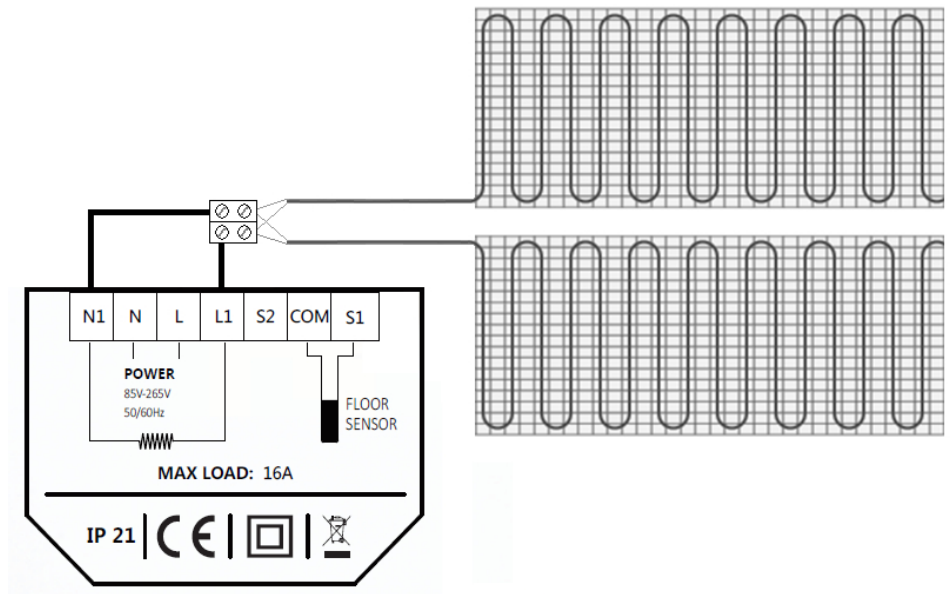 N1 N L L1 S2 COM S1
POWER
85V-265V
50/60Hz
FLOOR
SENSOR
MAX LOAD: 16A
IP 21 CE